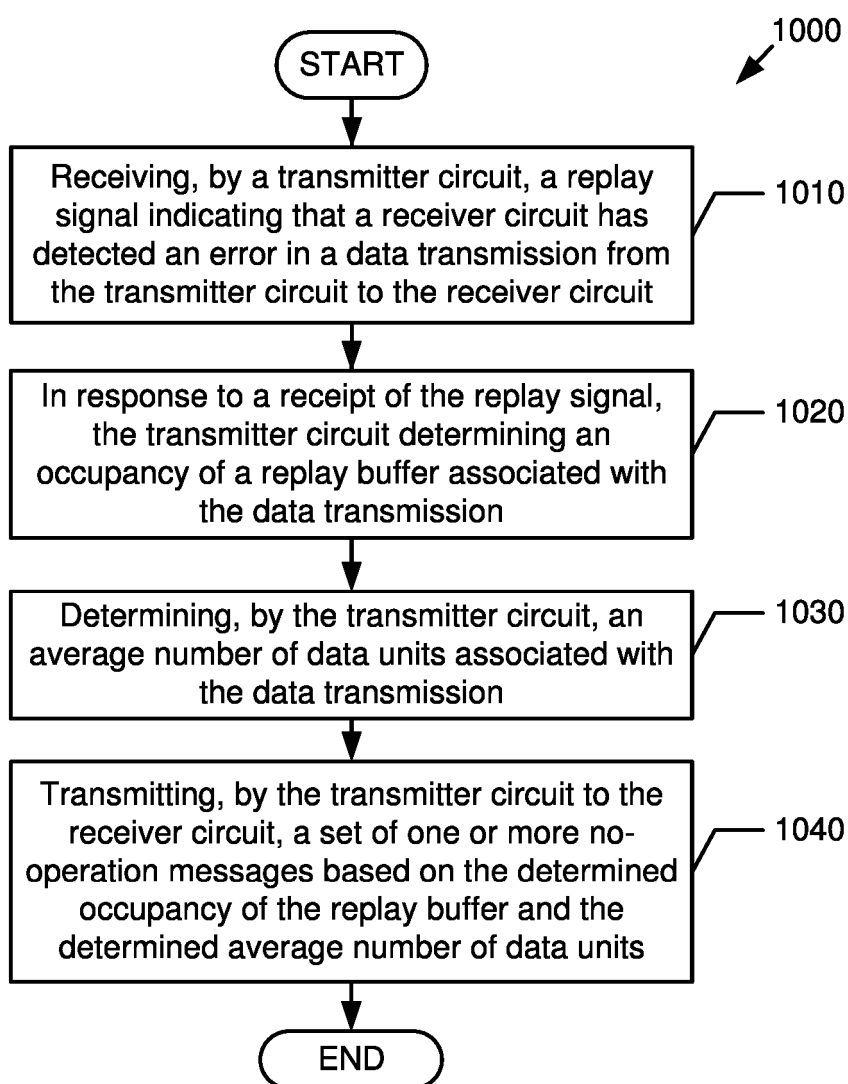 1000
START
Receiving, by a transmitter circuit, a replay
signal indicating that a receiver circuit has
detected an error in a data transmission from
the transmitter circuit to the receiver circuit
1010
In response to a receipt of the replay signal,
the transmitter circuit determining an
occupancy of a replay buffer associated with
the data transmission
1020
Determining, by the transmitter circuit, an
average number of data units associated with
the data transmission
1030
Transmitting, by the transmitter circuit to the
receiver circuit, a set of one or more no-
operation messages based on the determined
occupancy of the replay buffer and the
determined average number of data units
1040
END